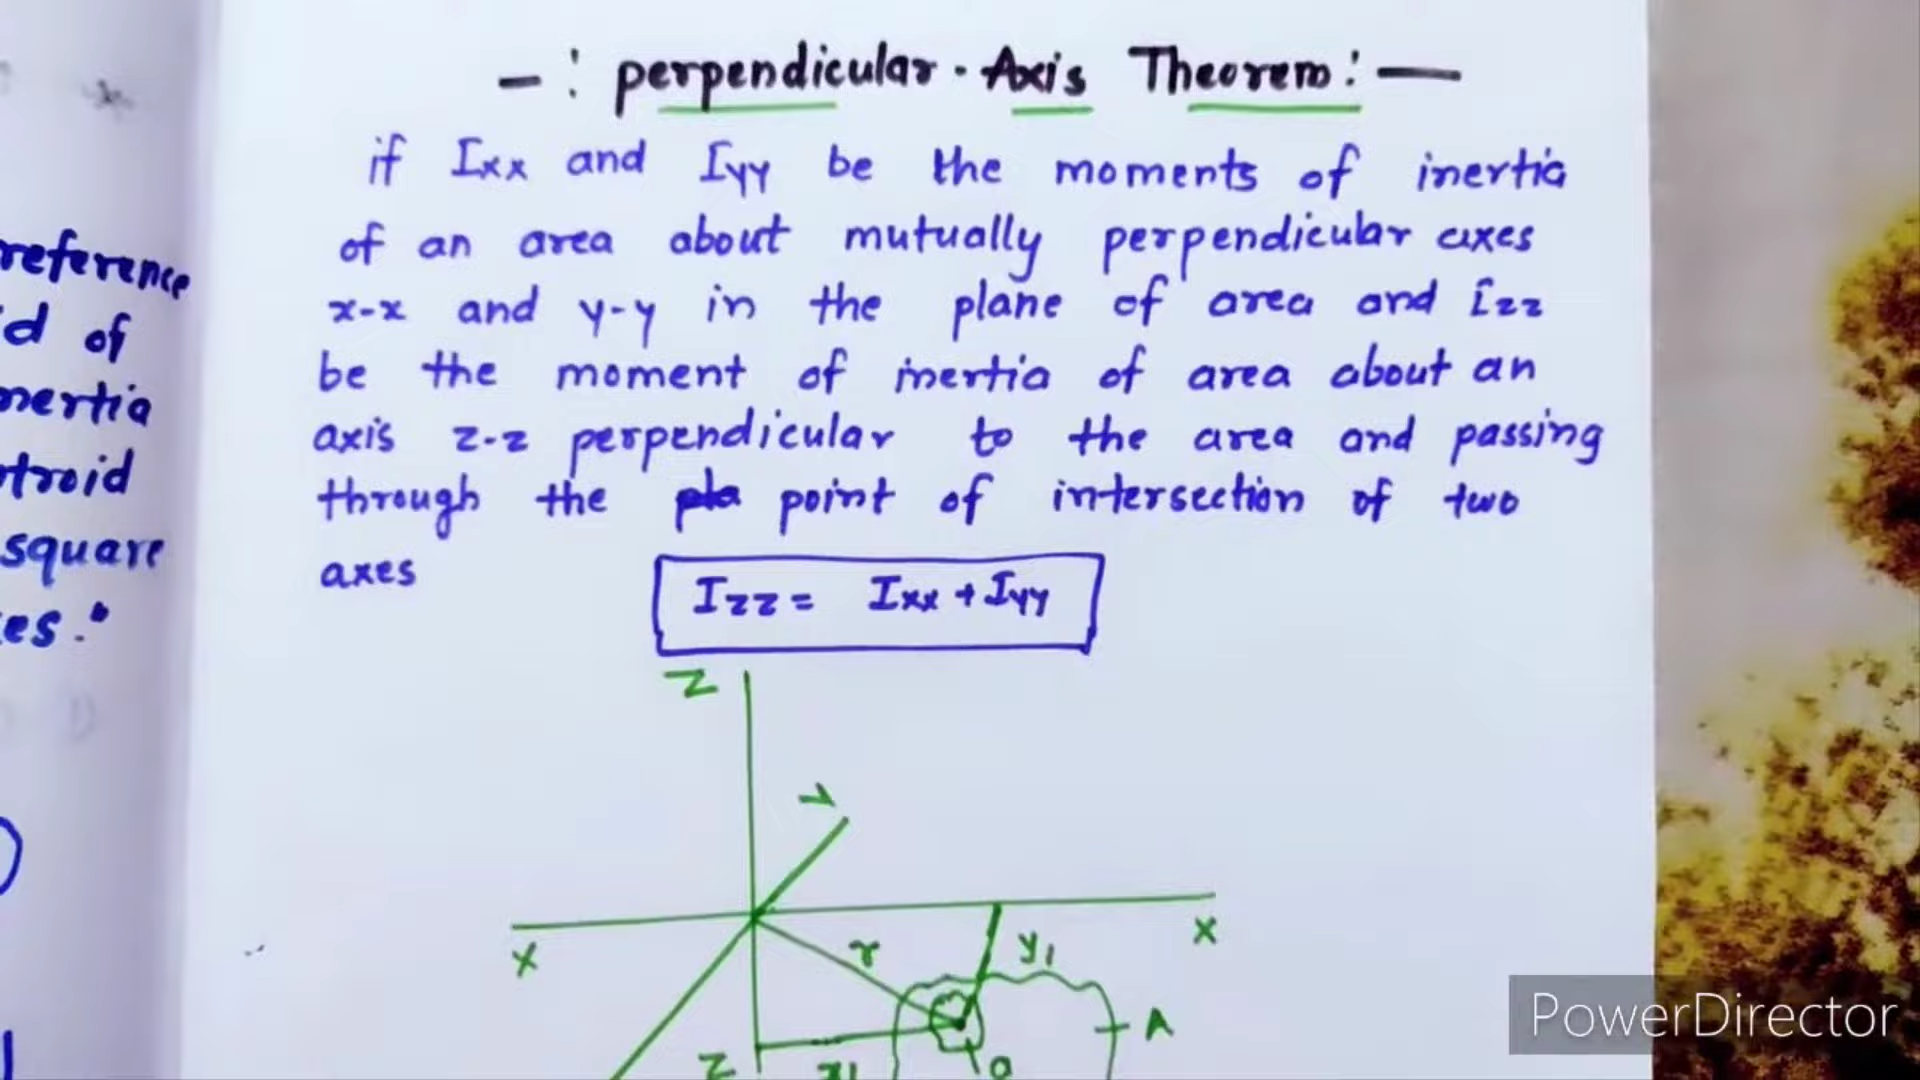 -: perpendicular-Axis Theorem:-
if Ixx and Iyy be the moments of inertia
of an area about mutually perpendicular axes
x-x and y-y in the plane of area and Izz
be the moment of inertia of area about an
axis z-z perpendicular to the area and passing
through the pla point of intersection of two
axes
Izz = Ixx + Iyy
reference
d of
nertia
troid
square
es."
Z
Y
X
X
r
y1
A
Z
x1
a
PowerDirector